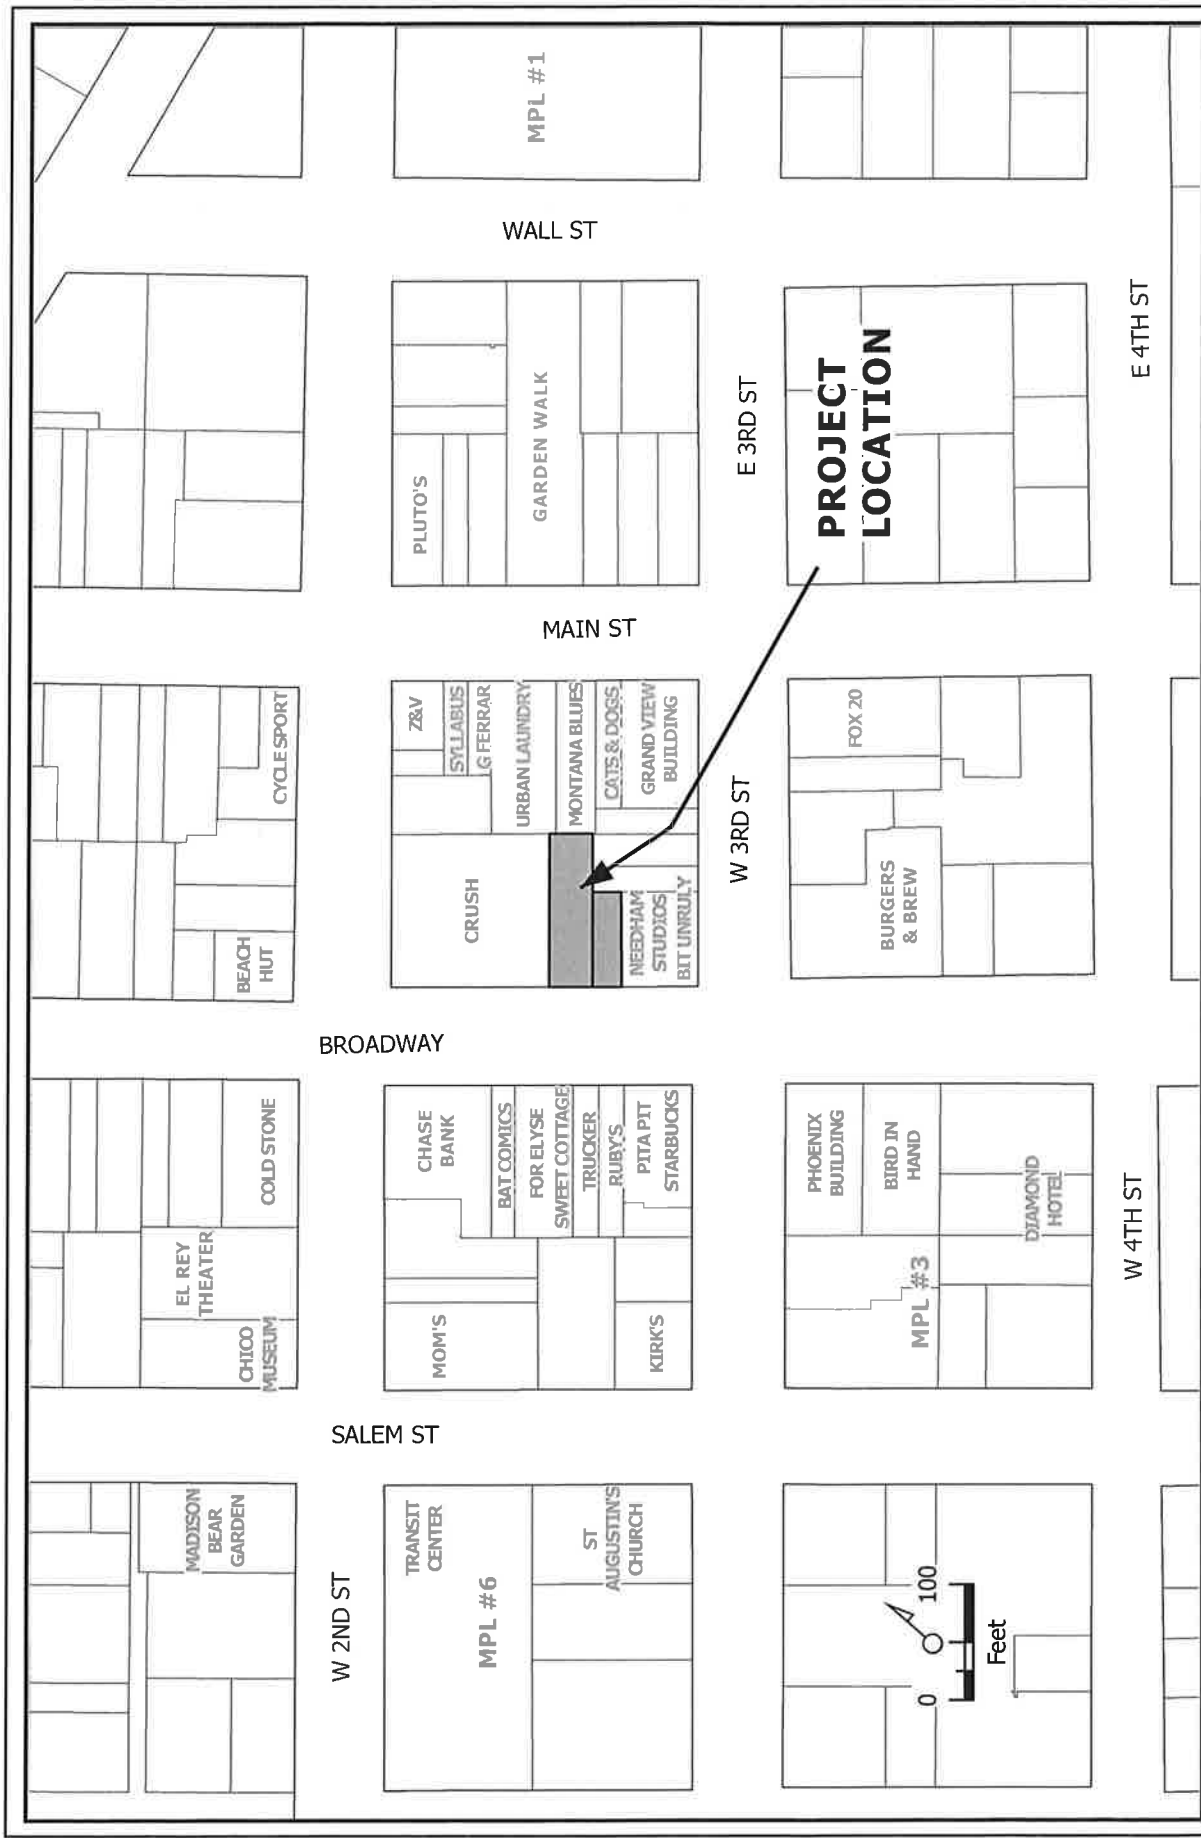 MPL #1
WALL ST
PLUTO'S
GARDEN WALK
E 3RD ST
PROJECT
LOCATION
E 4TH ST
MAIN ST
CYCLE SPORT
Z&V
SYLLABUS
G FERRAR
URBAN LAUNDRY
MONTANA BLUES
CATS & DOGS
GRAND VIEW
BUILDING
W 3RD ST
FOX 20
BEACH
HUT
CRUSH
NEEDHAM
STUDIOS
BIT UNRULY
BURGERS
& BREW
BROADWAY
COLD STONE
EL REY
THEATER
CHICO
MUSEUM
CHASE
BANK
BAT COMICS
FOR ELYSE
SWEET COTTAGE
TRUCKER
RUBY'S
PITA PIT
STARBUCKS
MOM'S
KIRK'S
PHOENIX
BUILDING
BIRD IN
HAND
DIAMOND
HOTEL
MPL #3
W 4TH ST
SALEM ST
MADISON
BEAR
GARDEN
W 2ND ST
TRANSIT
CENTER
MPL #6
ST
AUGUSTIN'S
CHURCH
0 100
Feet